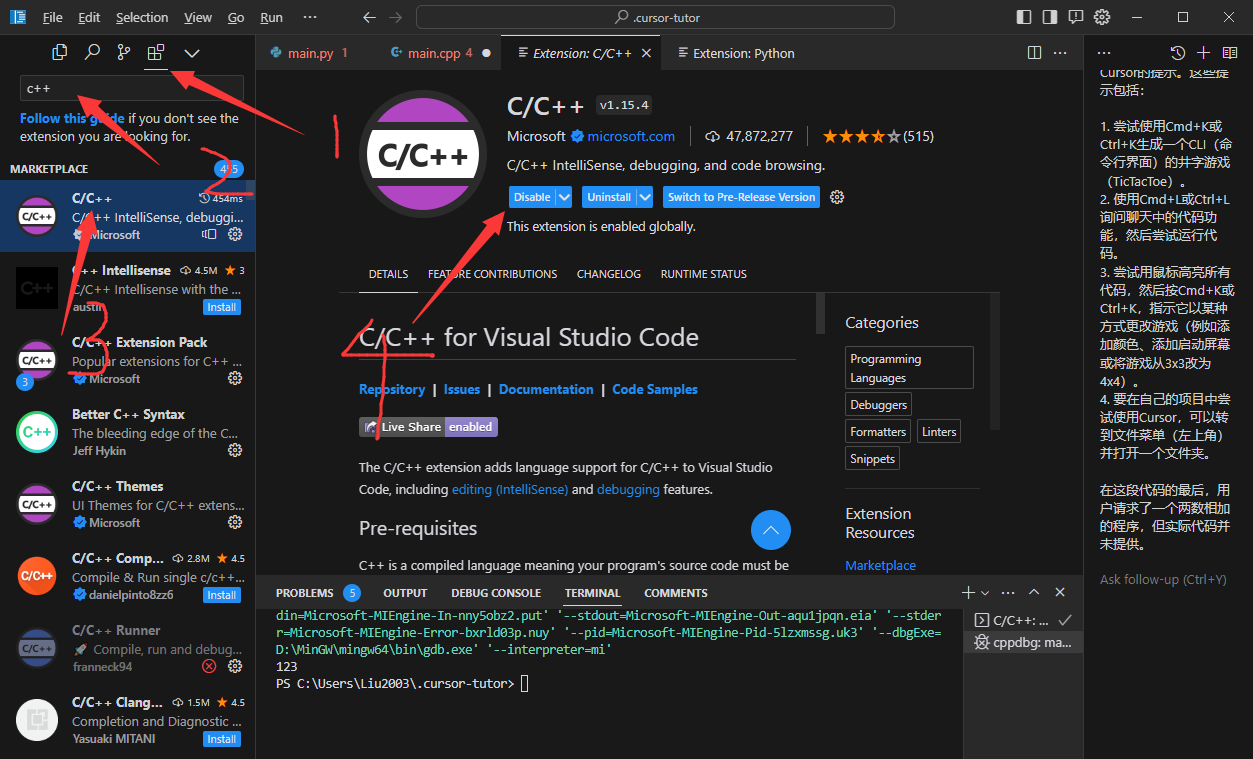 File Edit Selection View Go Run ···
.cursor-tutor
c++
Follow this guide if you don't see the
extension you are looking for.
MARKETPLACE
C/C++ 454ms
C/C++ IntelliSense, debuggi...
Microsoft
C++ Intellisense 4.5M 3
C/C++ Intellisense with the ...
austin
Install
C/C++ Extension Pack
Popular extensions for C++ ...
3 Microsoft
Better C++ Syntax
The bleeding edge of the C...
Jeff Hykin
C/C++ Themes
UI Themes for C/C++ extens...
Microsoft
C/C++ Comp... 2.8M 4.5
Compile & Run single c/c++...
danielpinto8zz6 Install
C/C++ Runner
🚀 Compile, run and debug...
franneck94
C/C++ Clang... 1.5M 4.5
Completion and Diagnostic ...
Yasuaki MITANI Install
1
2
3
4
main.py 1
main.cpp 4
Extension: C/C++
Extension: Python
C/C++
C/C++ v1.15.4
Microsoft microsoft.com 47,872,277 (515)
C/C++ IntelliSense, debugging, and code browsing.
Disable Uninstall Switch to Pre-Release Version
This extension is enabled globally.
DETAILS FEATURE CONTRIBUTIONS CHANGELOG RUNTIME STATUS
C/C++ for Visual Studio Code
Repository | Issues | Documentation | Code Samples
Live Share enabled
The C/C++ extension adds language support for C/C++ to Visual Studio
Code, including editing (IntelliSense) and debugging features.
Pre-requisites
C++ is a compiled language meaning your program's source code must be
Categories
Programming
Languages
Debuggers
Formatters Linters
Snippets
Extension
Resources
Marketplace
PROBLEMS 5 OUTPUT DEBUG CONSOLE TERMINAL COMMENTS
din=Microsoft-MIEngine-In-nny5obz2.put' '--stdout=Microsoft-MIEngine-Out-aqu1jpqn.eia' '--stder
r=Microsoft-MIEngine-Error-bxrld03p.nuy' '--pid=Microsoft-MIEngine-Pid-5lzxmssg.uk3' '--dbgExe=
D:\MinGW\mingw64\bin\gdb.exe' '--interpreter=mi'
123
PS C:\Users\Liu2003\.cursor-tutor>
C/C++: ...
cppdbg: ma...
Cursor的提示。这些提
示包括：
1. 尝试使用Cmd+K或
Ctrl+K生成一个CLI（命
令行界面）的井字游戏
（TicTacToe）。
2. 使用Cmd+L或Ctrl+L
询问聊天中的代码功
能，然后尝试运行代
码。
3. 尝试用鼠标高亮所有
代码，然后按Cmd+K或
Ctrl+K，指示它以某种
方式更改游戏（例如添
加颜色、添加启动屏幕
或将游戏从3x3改为
4x4）。
4. 要在自己的项目中尝
试使用Cursor，可以转
到文件菜单（左上角）
并打开一个文件夹。
在这段代码的最后，用
户请求了一个两数相加
的程序，但实际代码并
未提供。
Ask follow-up (Ctrl+Y)